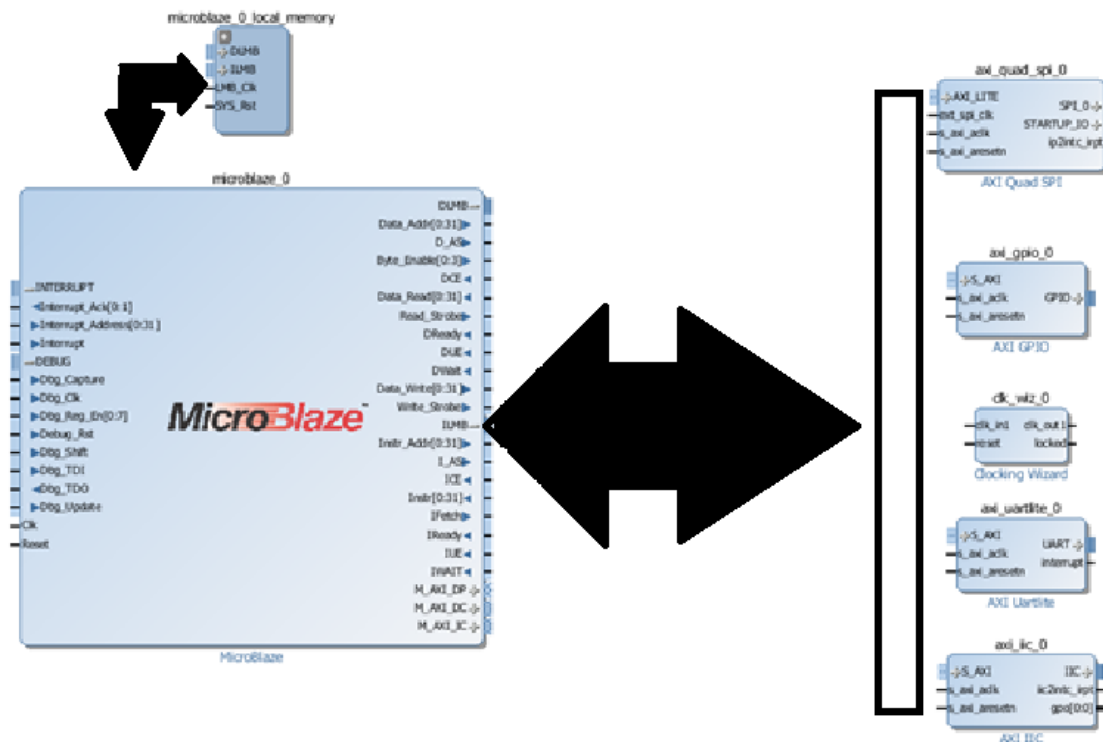 microblaze_0_local_memory
DLMB
ILMB
LMB_Clk
SYS_Rst
microblaze_0
INTERRUPT
Interrupt_Ack[0:1]
Interrupt_Address[0:31]
Interrupt
DEBUG
Dbg_Capture
Dbg_Clk
Dbg_Reg_En[0:7]
Debug_Rst
Dbg_Shift
Dbg_TDI
Dbg_TDO
Dbg_Update
Clk
Reset
MicroBlaze™
DLMB
Data_Addr[0:31]
D_AS
Byte_Enable[0:3]
DCE
Data_Read[0:31]
Read_Strobe
DReady
DUE
DWait
Data_Write[0:31]
Write_Strobe
ILMB
Instr_Addr[0:31]
I_AS
ICE
Instr[0:31]
IFetch
IReady
IUE
IWAIT
M_AXI_DP
M_AXI_DC
M_AXI_IC
MicroBlaze
axi_quad_spi_0
AXI_LITE
ext_spi_clk
s_axi_aclk
s_axi_aresetn
SPI_0
STARTUP_IO
ip2intc_irpt
AXI Quad SPI
axi_gpio_0
S_AXI
s_axi_aclk
s_axi_aresetn
GPIO
AXI GPIO
clk_wiz_0
clk_in1
reset
clk_out1
locked
Clocking Wizard
axi_uartlite_0
S_AXI
s_axi_aclk
s_axi_aresetn
UART
interrupt
AXI Uartlite
axi_iic_0
S_AXI
s_axi_aclk
s_axi_aresetn
IIC
iic2intc_irpt
gpo[0:0]
AXI IIC